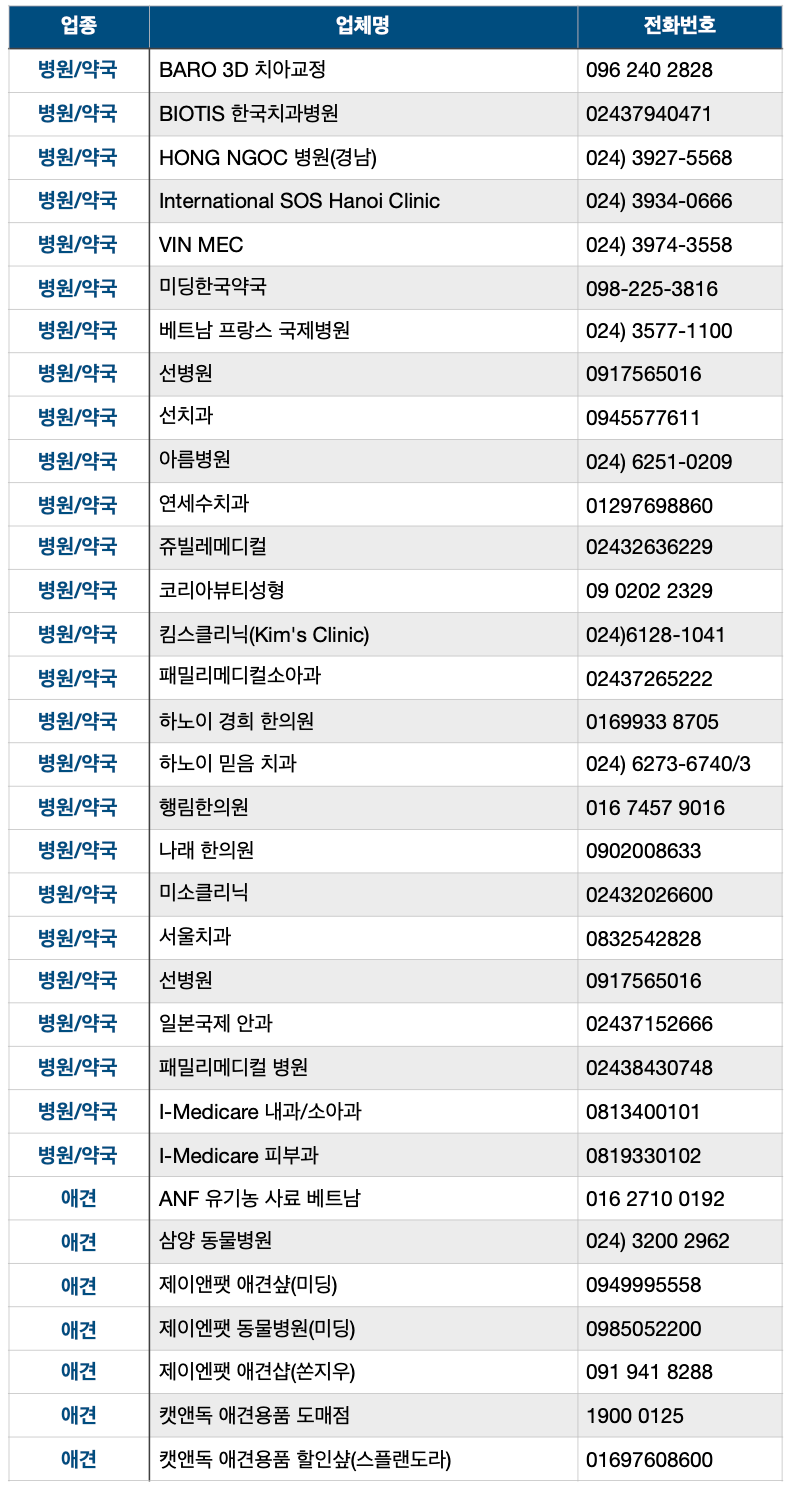 업종 업체명 전화번호
병원/약국 BARO 3D 치아교정 096 240 2828
병원/약국 BIOTIS 한국치과병원 02437940471
병원/약국 HONG NGOC 병원(경남) 024) 3927-5568
병원/약국 International SOS Hanoi Clinic 024) 3934-0666
병원/약국 VIN MEC 024) 3974-3558
병원/약국 미딩한국약국 098-225-3816
병원/약국 베트남 프랑스 국제병원 024) 3577-1100
병원/약국 선병원 0917565016
병원/약국 선치과 0945577611
병원/약국 아름병원 024) 6251-0209
병원/약국 연세수치과 01297698860
병원/약국 쥬빌레메디컬 02432636229
병원/약국 코리아뷰티성형 09 0202 2329
병원/약국 킴스클리닉(Kim's Clinic) 024)6128-1041
병원/약국 패밀리메디컬소아과 02437265222
병원/약국 하노이 경희 한의원 0169933 8705
병원/약국 하노이 믿음 치과 024) 6273-6740/3
병원/약국 행림한의원 016 7457 9016
병원/약국 나래 한의원 0902008633
병원/약국 미소클리닉 02432026600
병원/약국 서울치과 0832542828
병원/약국 선병원 0917565016
병원/약국 일본국제 안과 02437152666
병원/약국 패밀리메디컬 병원 02438430748
병원/약국 I-Medicare 내과/소아과 0813400101
병원/약국 I-Medicare 피부과 0819330102
애견 ANF 유기농 사료 베트남 016 2710 0192
애견 삼양 동물병원 024) 3200 2962
애견 제이앤팻 애견샾(미딩) 0949995558
애견 제이엔팻 동물병원(미딩) 0985052200
애견 제이엔팻 애견샵(쏜지우) 091 941 8288
애견 캣앤독 애견용품 도매점 1900 0125
애견 캣앤독 애견용품 할인샾(스플랜도라) 01697608600